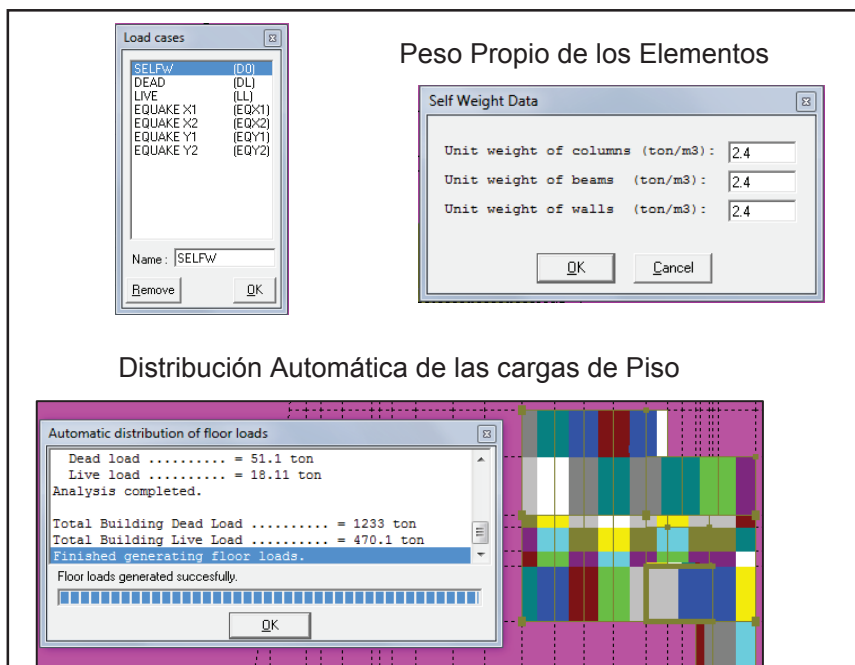 Load cases
SELFW (D0)
DEAD (DL)
LIVE (LL)
EQUAKE X1 (EQX1)
EQUAKE X2 (EQX2)
EQUAKE Y1 (EQY1)
EQUAKE Y2 (EQY2)
Name : SELFW
Remove OK
Peso Propio de los Elementos
Self Weight Data
Unit weight of columns (ton/m3): 2.4
Unit weight of beams (ton/m3): 2.4
Unit weight of walls (ton/m3): 2.4
OK Cancel
Distribución Automática de las cargas de Piso
Automatic distribution of floor loads
Dead load .......... = 51.1 ton
Live load .......... = 18.11 ton
Analysis completed.
Total Building Dead Load .......... = 1233 ton
Total Building Live Load .......... = 470.1 ton
Finished generating floor loads.
Floor loads generated succesfully.
OK